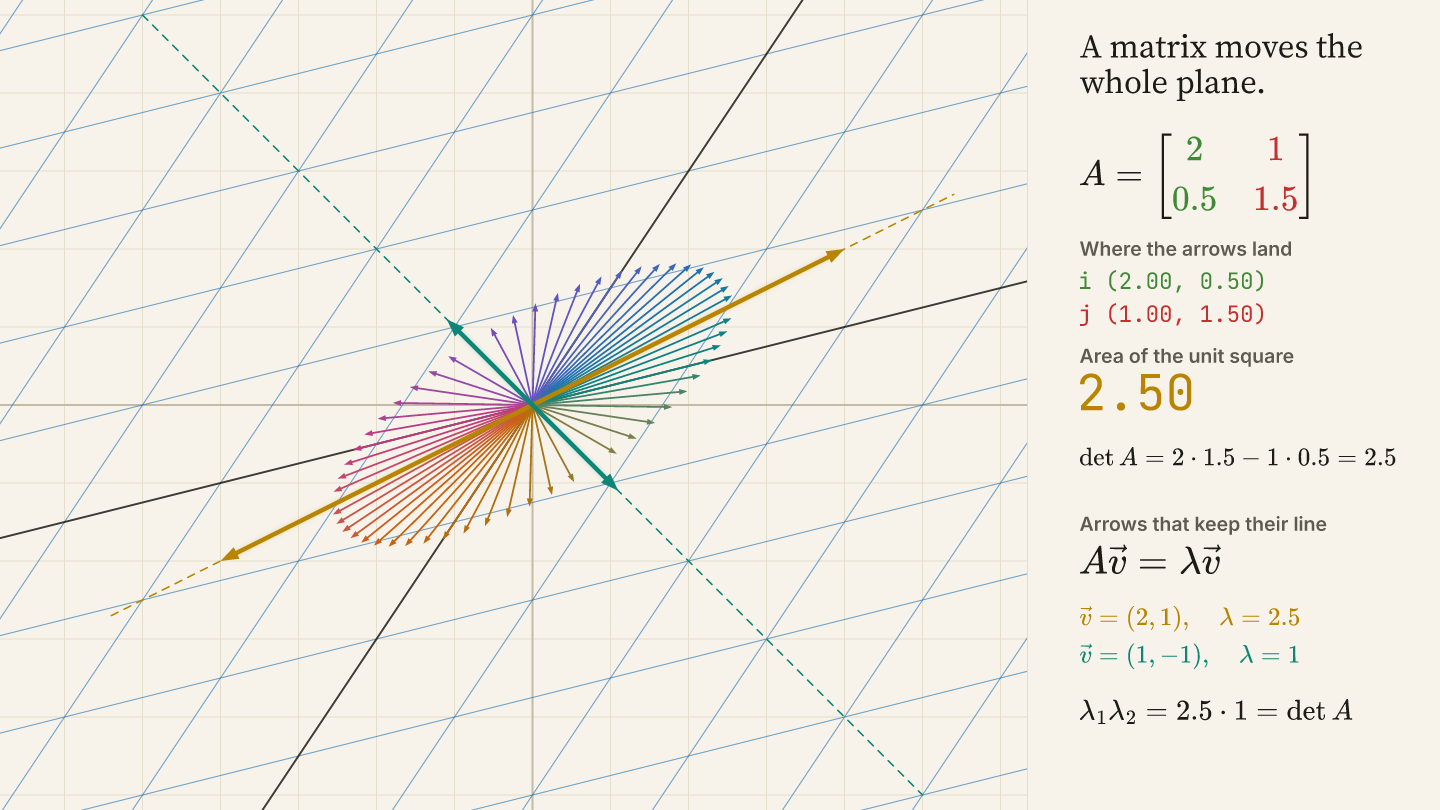 A matrix moves the
whole plane.
A = [2 1
0.5 1.5]
Where the arrows land
i (2.00, 0.50)
j (1.00, 1.50)
Area of the unit square
2.50
det A = 2 · 1.5 − 1 · 0.5 = 2.5
Arrows that keep their line
Av⃗ = λv⃗
v⃗ = (2, 1), λ = 2.5
v⃗ = (1, −1), λ = 1
λ₁λ₂ = 2.5 · 1 = det A